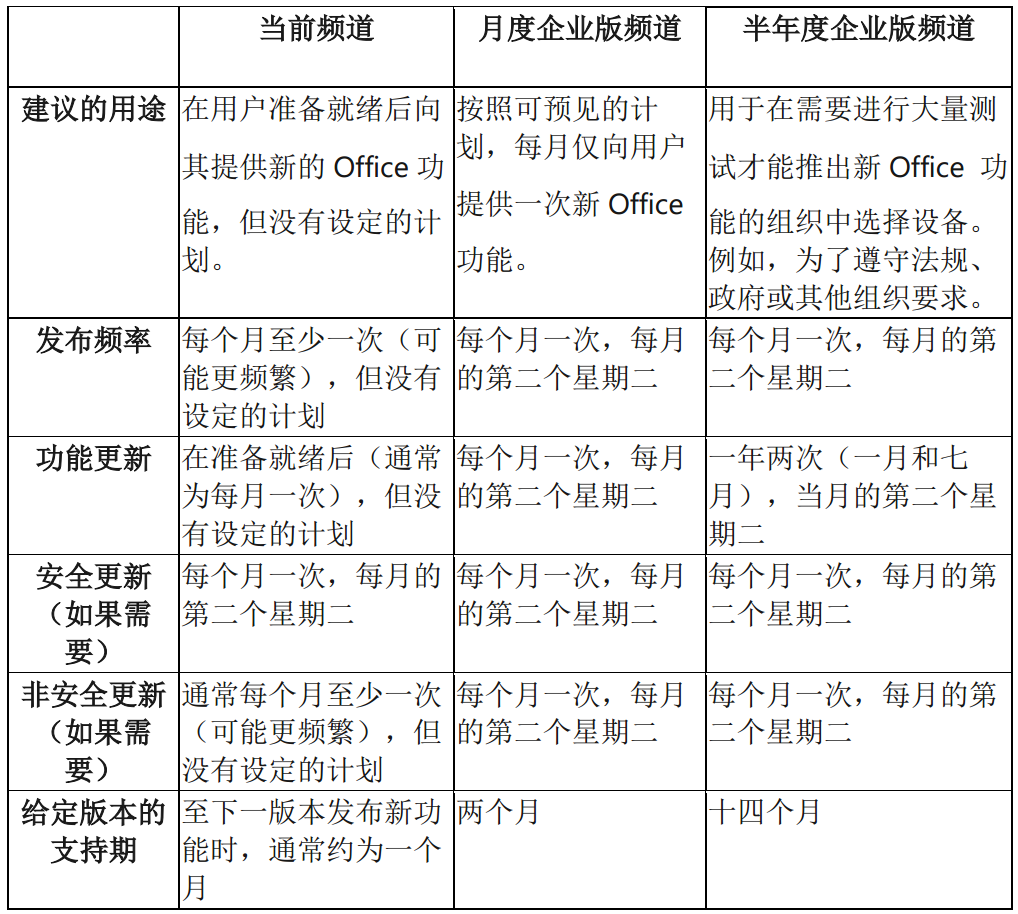 当前频道
月度企业版频道
半年度企业版频道
建议的用途
在用户准备就绪后向
其提供新的 Office 功
能，但没有设定的计
划。
按照可预见的计
划，每月仅向用户
提供一次新 Office
功能。
用于在需要进行大量测
试才能推出新 Office 功
能的组织中选择设备。
例如，为了遵守法规、
政府或其他组织要求。
发布频率
每个月至少一次（可
能更频繁），但没有
设定的计划
每个月一次，每月
的第二个星期二
每个月一次，每月的第
二个星期二
功能更新
在准备就绪后（通常
为每月一次），但没
有设定的计划
每个月一次，每月
的第二个星期二
一年两次（一月和七
月），当月的第二个星
期二
安全更新
（如果需
要）
每个月一次，每月的
第二个星期二
每个月一次，每月
的第二个星期二
每个月一次，每月的第
二个星期二
非安全更新
（如果需
要）
通常每个月至少一次
（可能更频繁），但
没有设定的计划
每个月一次，每月
的第二个星期二
每个月一次，每月的第
二个星期二
给定版本的
支持期
至下一版本发布新功
能时，通常约为一个
月
两个月
十四个月